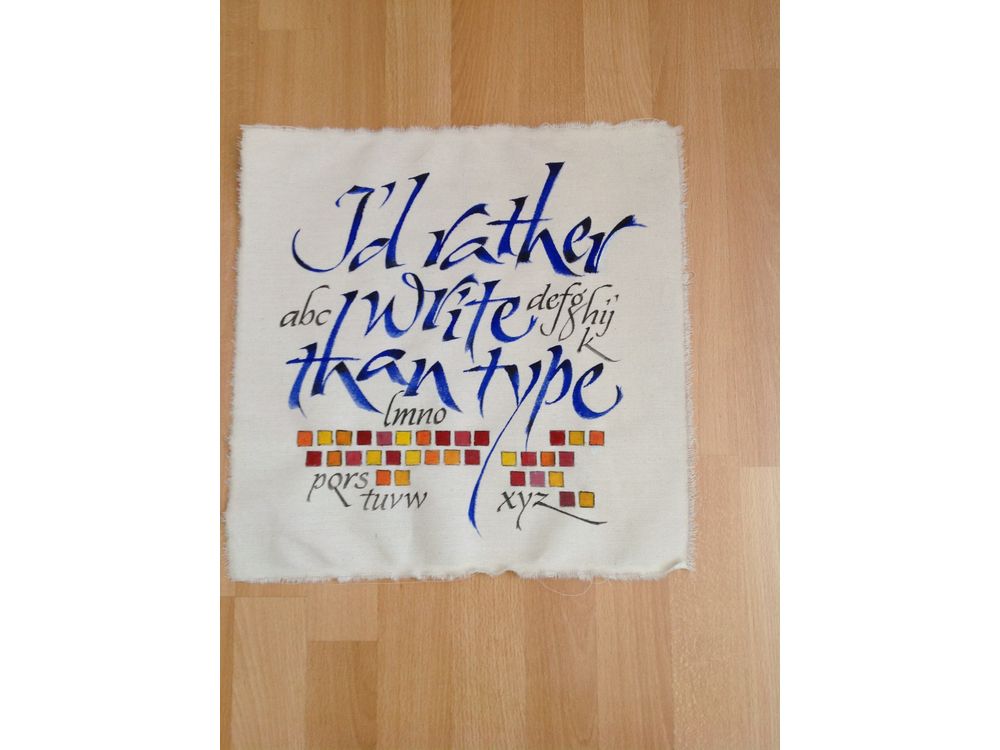 I'd rather
abc write defghij
k
than type
lmno
pqrs
tuvw xyz